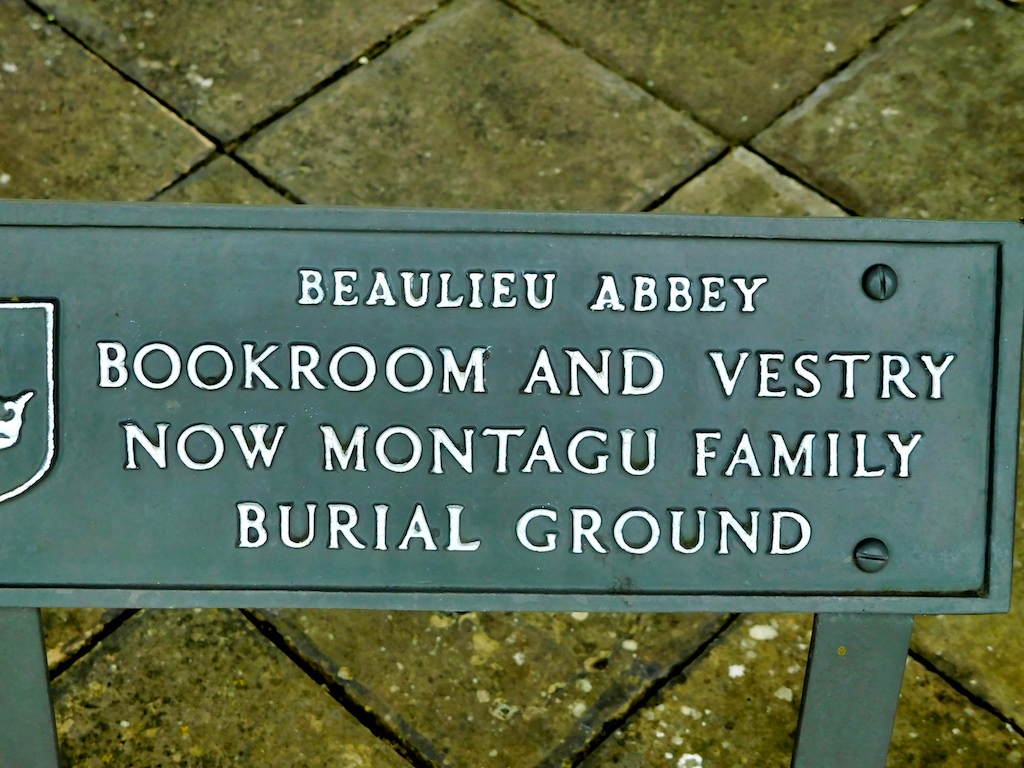 BEAULIEU ABBEY
BOOKROOM AND VESTRY
NOW MONTAGU FAMILY
BURIAL GROUND